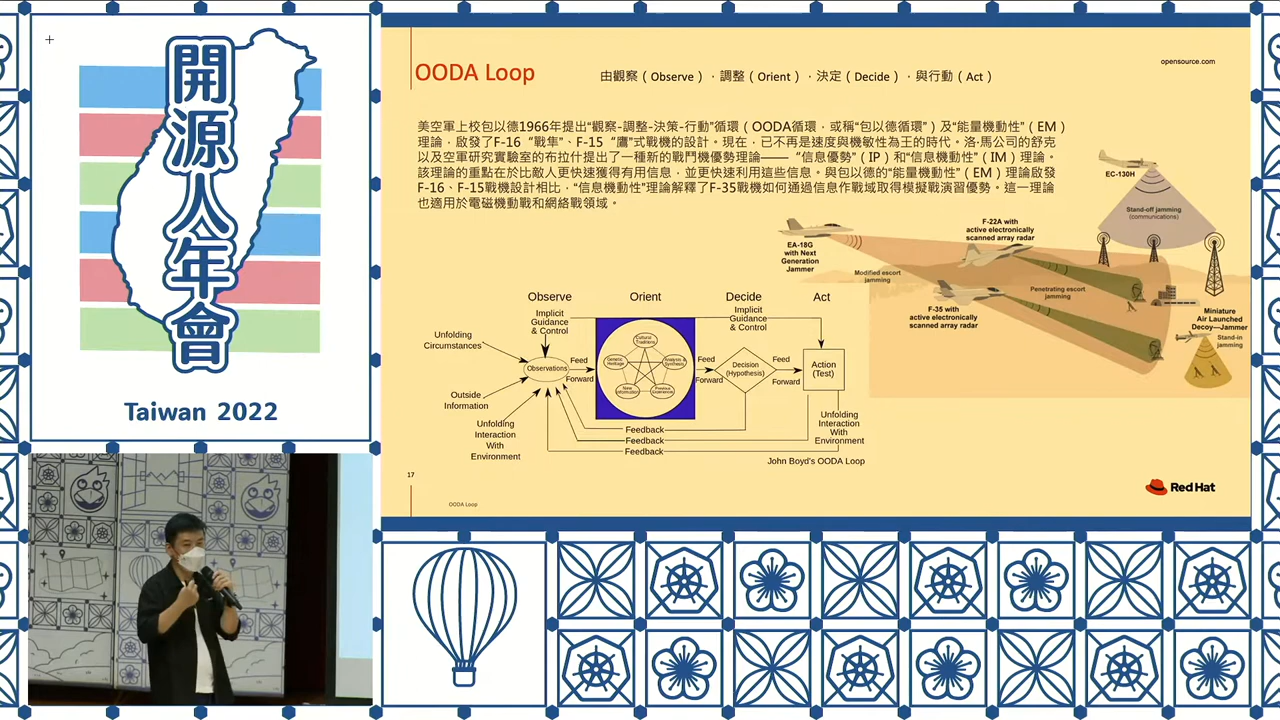 開源人年會
Taiwan 2022
OODA Loop
由觀察（Observe）．調整（Orient）．決定（Decide）．與行動（Act）
opensource.com
美空軍上校包以德1966年提出“觀察-調整-決策-行動”循環（OODA循環．或稱“包以德循環”）及“能量機動性”（EM）
理論，啟發了F-16“戰隼”、F-15“鷹”式戰機的設計。現在，已不再是速度與機敏性為王的時代。洛·馬公司的舒克
以及空軍研究實驗室的布拉什提出了一種新的戰鬥機優勢理論——“信息優勢”（IP）和“信息機動性”（IM）理論。
該理論的重點在於比敵人更快速獲得有用信息，並更快速利用這些信息。與包以德的“能量機動性”（EM）理論啟發
F-16、F-15戰機設計相比，“信息機動性”理論解釋了F-35戰機如何通過信息作戰域取得模擬戰演習優勢。這一理論
也適用於電磁機動戰和網絡戰領域。
EC-130H
Stand-off jamming
(communications)
F-22A with
active electronically
scanned array radar
EA-18G
with Next
Generation
Jammer
Modified escort
jamming
Penetrating escort
jamming
F-35 with
active electronically
scanned array radar
Miniature
Air Launched
Decoy—Jammer
Stand-in
jamming
Observe
Orient
Decide
Act
Implicit
Guidance
& Control
Implicit
Guidance
& Control
Unfolding
Circumstances
Observations
Feed
Forward
Cultural
Traditions
Genetic
Heritage
Analysis &
Synthesis
New
Information
Previous
Experience
Feed
Forward
Decision
(Hypothesis)
Feed
Forward
Action
(Test)
Outside
Information
Unfolding
Interaction
With
Environment
Feedback
Feedback
Feedback
Unfolding
Interaction
With
Environment
John Boyd's OODA Loop
17
OODA Loop
Red Hat